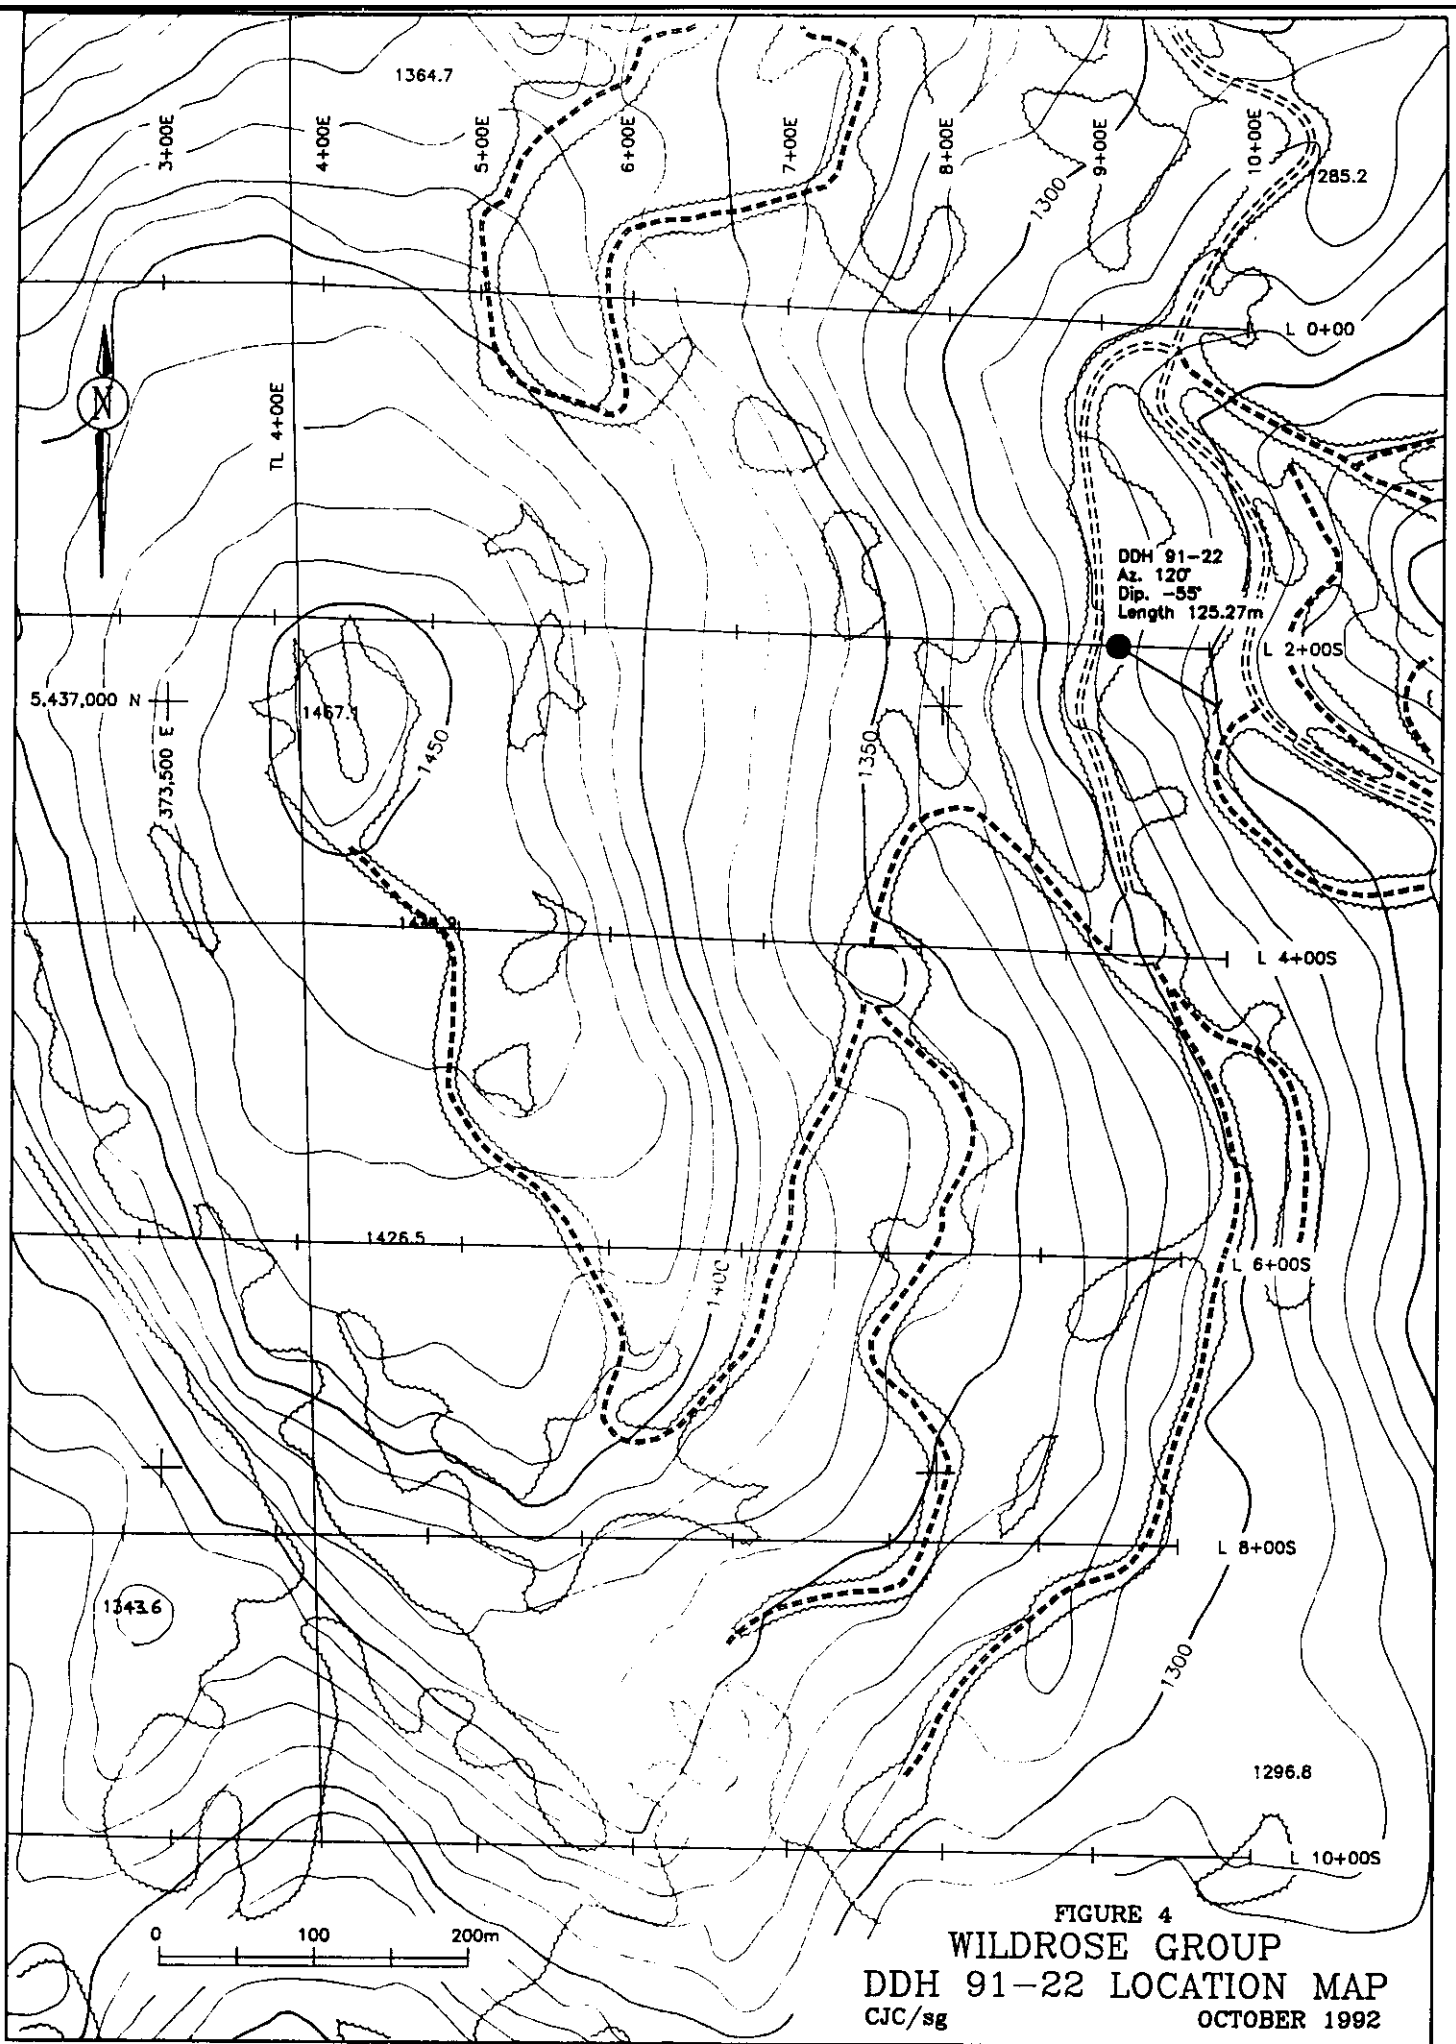 1364.7
3+00E
4+00E
5+00E
6+00E
7+00E
8+00E
9+00E
10+00E
1300
285.2
L 0+00
N
TL 4+00E
DDH 91-22
Az. 120°
Dip. -55°
Length 125.27m
L 2+00S
5,437,000 N
373,500 E
1467.1
1450
1350
L 4+00S
1426.5
1400
L 6+00S
L 8+00S
1343.6
1300
1296.8
L 10+00S
0 100 200m
FIGURE 4
WILDROSE GROUP
DDH 91-22 LOCATION MAP
CJC/sg OCTOBER 1992